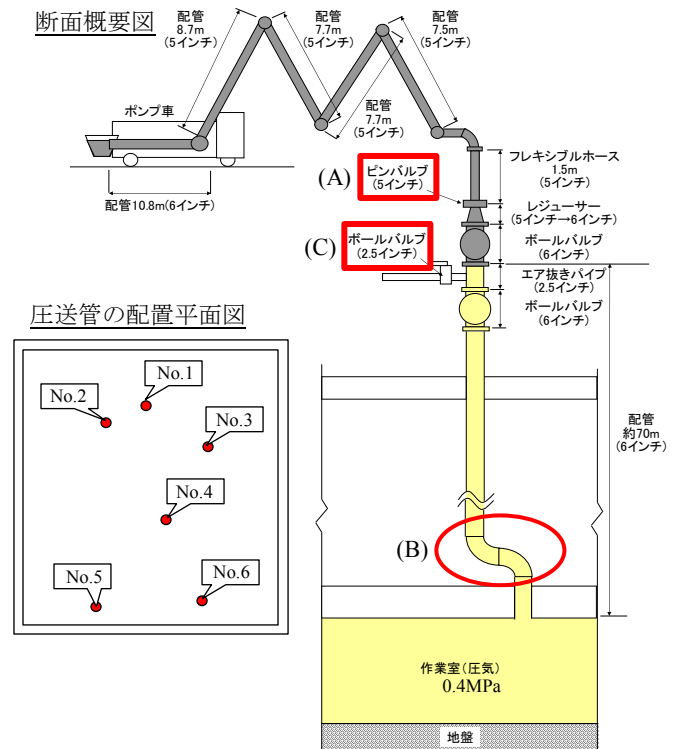 断面概要図
配管
8.7m
(5インチ)
配管
7.7m
(5インチ)
配管
7.5m
(5インチ)
配管
7.7m
(5インチ)
ポンプ車
配管10.8m(6インチ)
(A)
ピンバルブ
(5インチ)
(C)
ボールバルブ
(2.5インチ)
フレキシブルホース
1.5m
(5インチ)
レジューサー
(5インチ→6インチ)
ボールバルブ
(6インチ)
エア抜きパイプ
(2.5インチ)
ボールバルブ
(6インチ)
配管
約70m
(6インチ)
(B)
作業室(圧気)
0.4MPa
地盤
圧送管の配置平面図
No.1
No.2
No.3
No.4
No.5
No.6